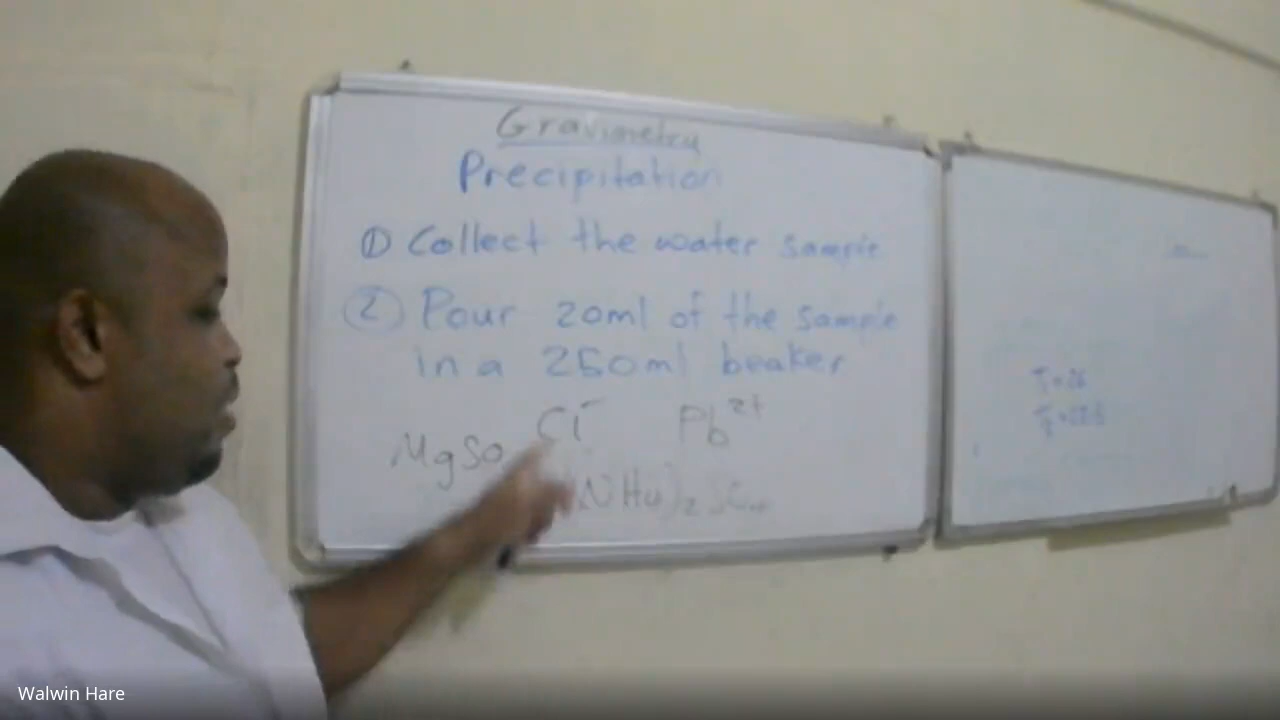 Gravimetry
Precipitation
① Collect the water sample
② Pour 20ml of the sample
in a 250ml beaker
Cl⁻ Pb²⁺
MgSo
(NH4)₂
Walwin Hare